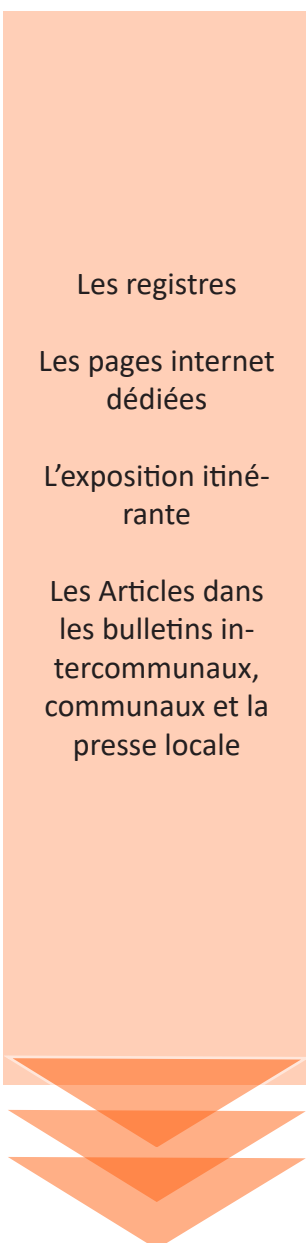 Les registres
Les pages internet
dédiées
L’exposition itiné-
rante
Les Articles dans
les bulletins in-
tercommunaux,
communaux et la
presse locale